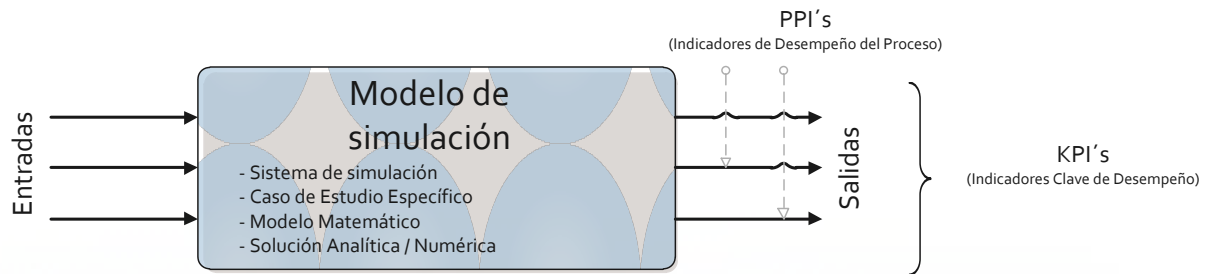 PPI´s
(Indicadores de Desempeño del Proceso)
Entradas
Modelo de
simulación
- Sistema de simulación
- Caso de Estudio Específico
- Modelo Matemático
- Solución Analítica / Numérica
Salidas
KPI´s
(Indicadores Clave de Desempeño)